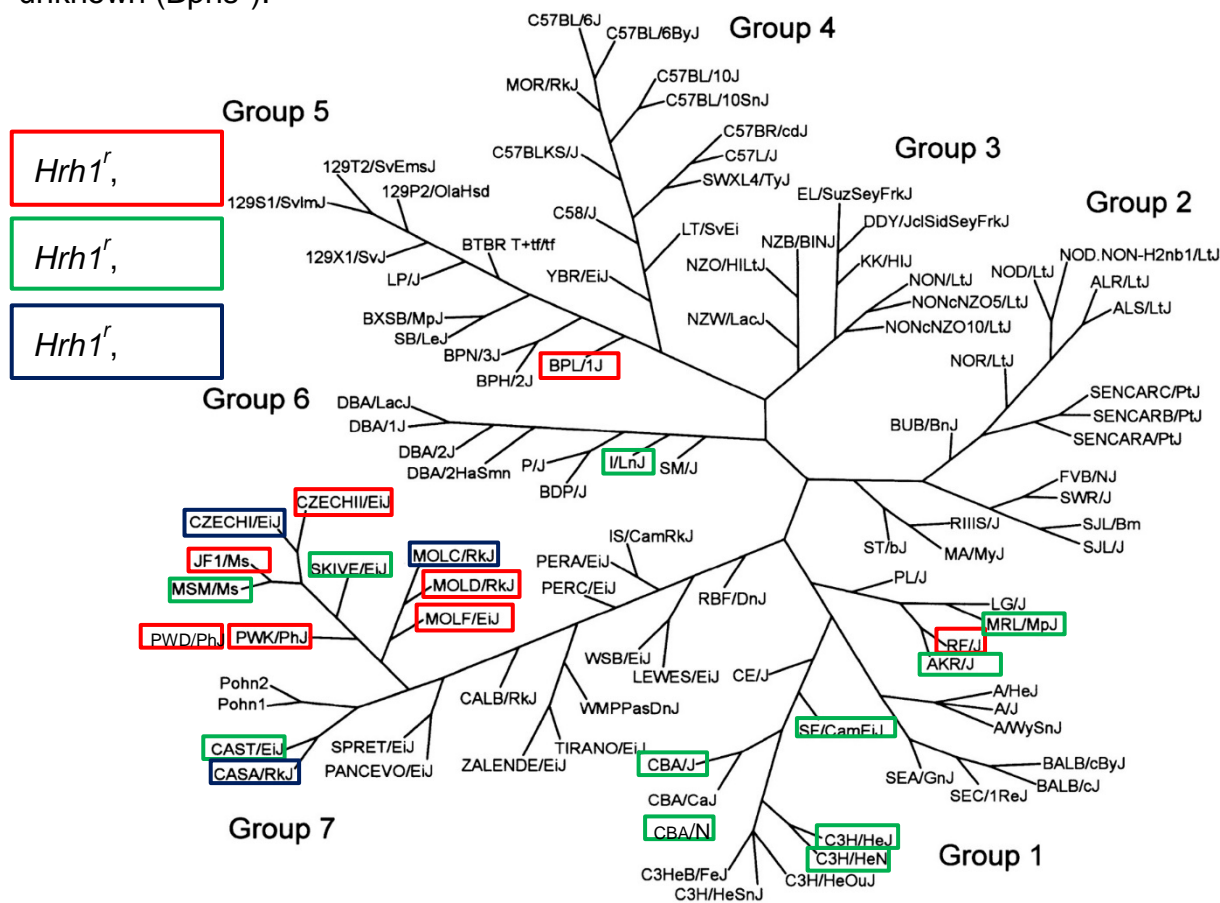 unknown (Bphs
Group 4
C57BL/6J
C57BL/6ByJ
MOR/RkJ
C57BL/10J
C57BL/10SnJ
C57BR/cdJ
C57L/J
SWXL4/TyJ
C57BLKS/J
C58/J
LT/SvEi
YBR/EiJ
Group 5
129T2/SvEmsJ
129P2/OlaHsd
129S1/SvImJ
129X1/SvJ
BTBR T+tf/tf
LP/J
BXSB/MpJ
SB/LeJ
BPN/3J
BPH/2J
BPL/1J
Hrh1^r,
Hrh1^r,
Hrh1^r,
Group 3
EL/SuzSeyFrkJ
DDY/JclSidSeyFrkJ
NZB/BINJ
NZO/HILtJ
KK/HIJ
NON/LtJ
NONcNZO5/LtJ
NONcNZO10/LtJ
NZW/LacJ
Group 2
NOD.NON-H2nb1/LtJ
NOD/LtJ
ALR/LtJ
ALS/LtJ
NOR/LtJ
SENCARC/PtJ
SENCARB/PtJ
SENCARA/PtJ
BUB/BnJ
FVB/NJ
SWR/J
SJL/Bm
SJL/J
RIIIS/J
ST/bJ
MA/MyJ
Group 6
DBA/LacJ
DBA/1J
DBA/2J
DBA/2HaSmn
P/J
BDP/J
I/LnJ
SM/J
CZECHII/EiJ
CZECHI/EiJ
JF1/Ms
MSM/Ms
SKIVE/EiJ
MOLC/RkJ
MOLD/RkJ
MOLF/EiJ
PWD/PhJ
PWK/PhJ
IS/CamRkJ
PERA/EiJ
PERC/EiJ
RBF/DnJ
WSB/EiJ
LEWES/EiJ
CALB/RkJ
WMPPasDnJ
TIRANO/EiJ
ZALENDE/EiJ
Pohn2
Pohn1
CAST/EiJ
CASA/RkJ
SPRET/EiJ
PANCEVO/EiJ
Group 7
PL/J
LG/J
MRL/MpJ
RF/J
AKR/J
CE/J
A/HeJ
A/J
A/WySnJ
SF/CamEiJ
CBA/J
CBA/CaJ
CBA/N
SEA/GnJ
SEC/1ReJ
BALB/cByJ
BALB/cJ
C3H/HeJ
C3H/HeN
C3HeB/FeJ
C3H/HeSnJ
C3H/HeOuJ
Group 1